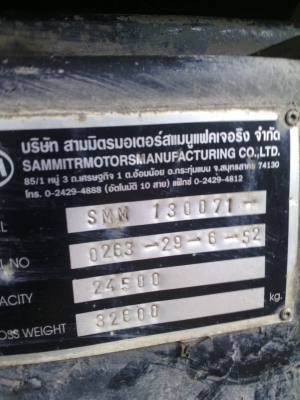 บริษัท สามมิตรมอเตอร์สแมนูแฟคเจอริง จำกัด
SAMMITRMOTORSMANUFACTURING CO.,LTD.
85/1 หมู่ 3 ถ.เศรษฐกิจ 1 ต.อ้อมน้อย อ.กระทุ่มแบน จ.สมุทรสาคร 74130
โทร. 0-2429-4888 (อัตโนมัติ 10 สาย) แฟ็กซ์ 0-2429-4812
SMM 130071-
NO 0263-29-6-52
ACITY 24500
kg.
OSS WEIGHT 32000